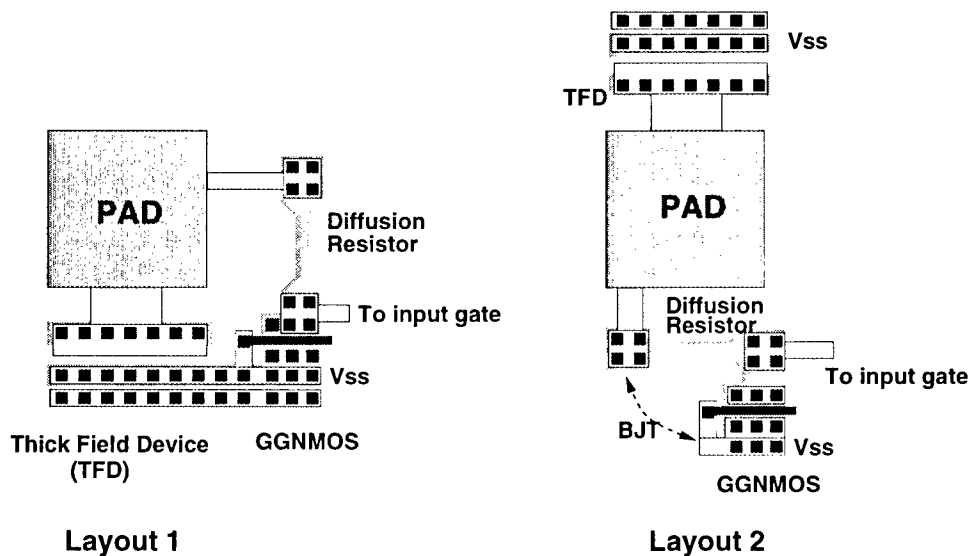 PAD
Diffusion
Resistor
To input gate
Vss
Thick Field Device
(TFD)
GGNMOS
Layout 1
Vss
TFD
PAD
Diffusion
Resistor
To input gate
BJT
Vss
GGNMOS
Layout 2